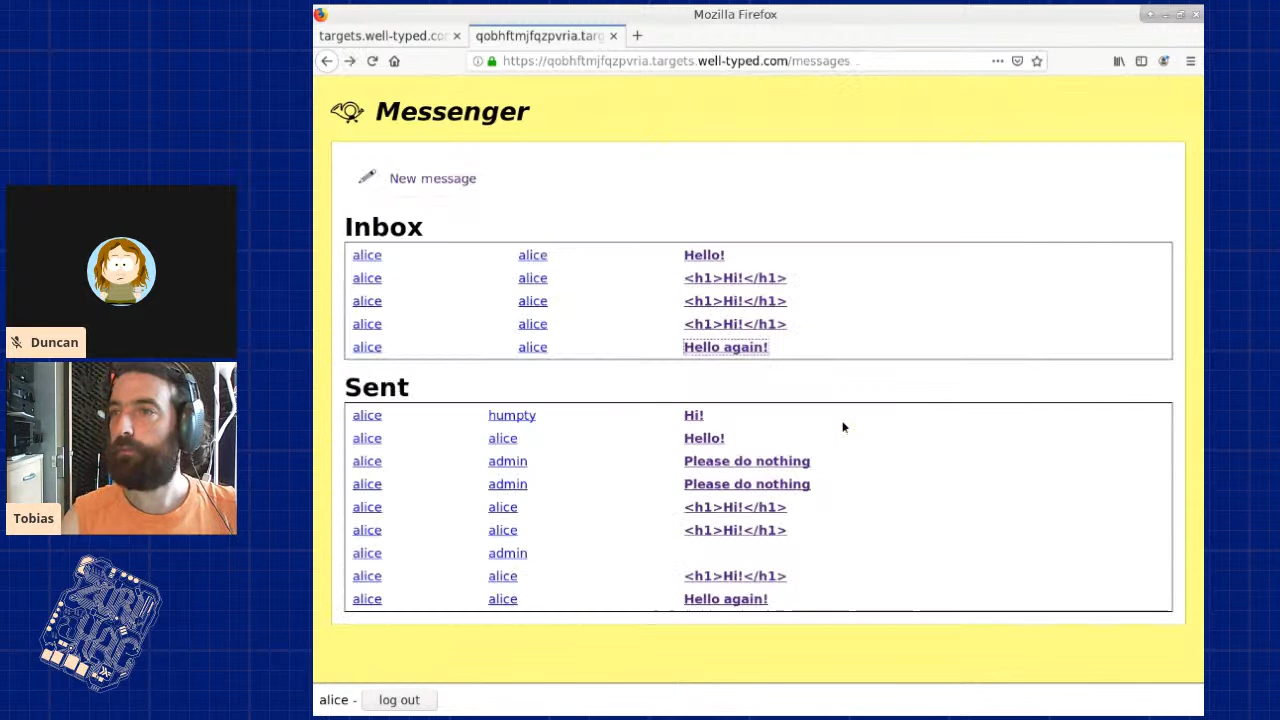 Mozilla Firefox
targets.well-typed.co
qobhftmjfqzpvria.targ
https://qobhftmjfqzpvria.targets.well-typed.com/messages
Messenger
New message
Inbox
alice alice Hello!
alice alice <h1>Hi!</h1>
alice alice <h1>Hi!</h1>
alice alice <h1>Hi!</h1>
alice alice Hello again!
Sent
alice humpty Hi!
alice alice Hello!
alice admin Please do nothing
alice admin Please do nothing
alice alice <h1>Hi!</h1>
alice alice <h1>Hi!</h1>
alice admin
alice alice <h1>Hi!</h1>
alice alice Hello again!
alice - log out
Duncan
Tobias
ZURI
HAC